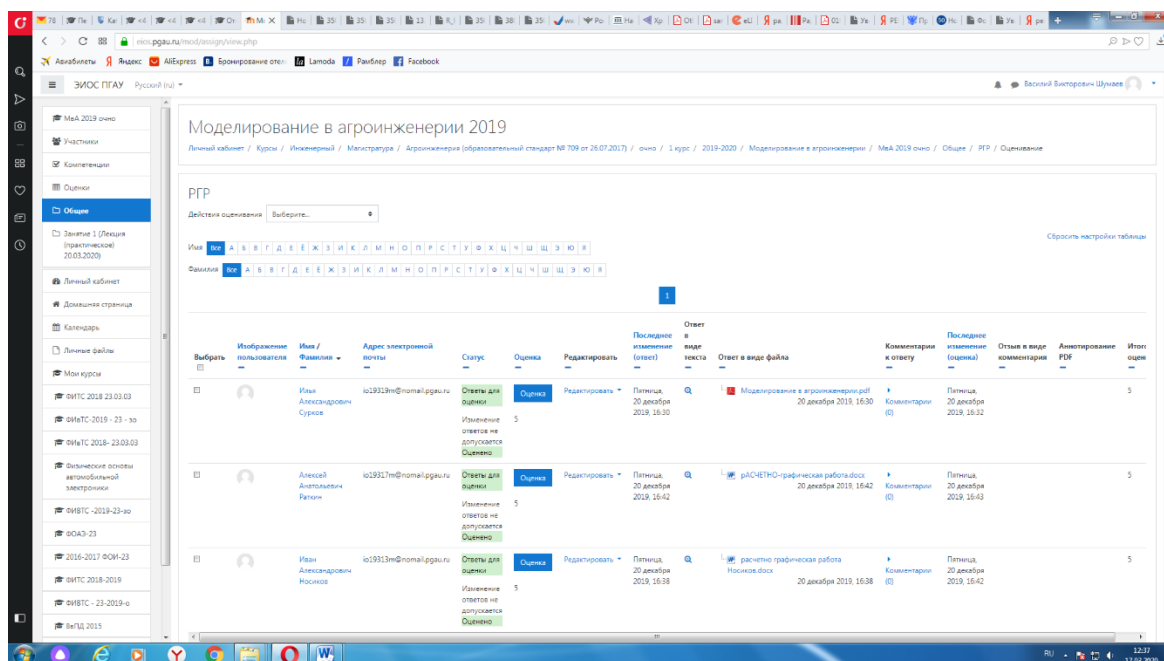 eios.pgau.ru/mod/assign/view.php
Авиабилеты Яндекс AliExpress Бронирование отел Lamoda Рамблер Facebook
ЭИОС ПГАУ Русский (ru)
Василий Викторович Шумаев
МвА 2019 очно
Участники
Компетенции
Оценки
Общее
Занятие 1 (Лекция
(практическое)
20.03.2020)
Личный кабинет
Домашняя страница
Календарь
Личные файлы
Мои курсы
ФИТС 2018 23.03.03
ФИвТС-2019 - 23 - зо
ФИвТС 2018- 23.03.03
Физические основы
автомобильной
электроники
ФИВТС -2019-23-зо
ФОАЭ-23
2016-2017 ФОИ-23
ФИТС 2018-2019
ФИВТС - 23-2019-о
ВвПД 2015
Моделирование в агроинженерии 2019
Личный кабинет / Курсы / Инженерный / Магистратура / Агроинженерия (образовательный стандарт № 709 от 26.07.2017) / очно / 1 курс / 2019-2020 / Моделирование в агроинженерии / МвА 2019 очно / Общее / РГР / Оценивание
РГР
Действия оценивания Выберите...
Сбросить настройки таблицы
Имя Все А Б В Г Д Е Ё Ж З И К Л М Н О П Р С Т У Ф Х Ц Ч Ш Щ Э Ю Я
Фамилия Все А Б В Г Д Е Ё Ж З И К Л М Н О П Р С Т У Ф Х Ц Ч Ш Щ Э Ю Я
1
Выбрать
Изображение
пользователя
Имя /
Фамилия
Адрес электронной
почты
Статус
Оценка
Редактировать
Последнее
изменение
(ответ)
Ответ
в
виде
текста
Ответ в виде файла
Комментарии
к ответу
Последнее
изменение
(оценка)
Отзыв в виде
комментария
Аннотирование
PDF
Илья
Александрович
Сурков
io19319m@nomail.pgau.ru
Ответы для
оценки
Изменение
ответов не
допускается
Оценено
Оценка
5
Редактировать
Пятница,
20 декабря
2019, 16:30
Моделирование в агроинженерии.pdf
20 декабря 2019, 16:30
Комментарии
(0)
Пятница,
20 декабря
2019, 16:32
5
Алексей
Анатольевич
Раткин
io19317m@nomail.pgau.ru
Ответы для
оценки
Изменение
ответов не
допускается
Оценено
Оценка
5
Редактировать
Пятница,
20 декабря
2019, 16:42
рАСЧЕТНО-графическая работа.docx
20 декабря 2019, 16:42
Комментарии
(0)
Пятница,
20 декабря
2019, 16:43
5
Иван
Александрович
Носиков
io19313m@nomail.pgau.ru
Ответы для
оценки
Изменение
ответов не
допускается
Оценено
Оценка
5
Редактировать
Пятница,
20 декабря
2019, 16:38
расчетно графическая работа
Носиков.docx
20 декабря 2019, 16:38
Комментарии
(0)
Пятница,
20 декабря
2019, 16:42
5
RU
12:37